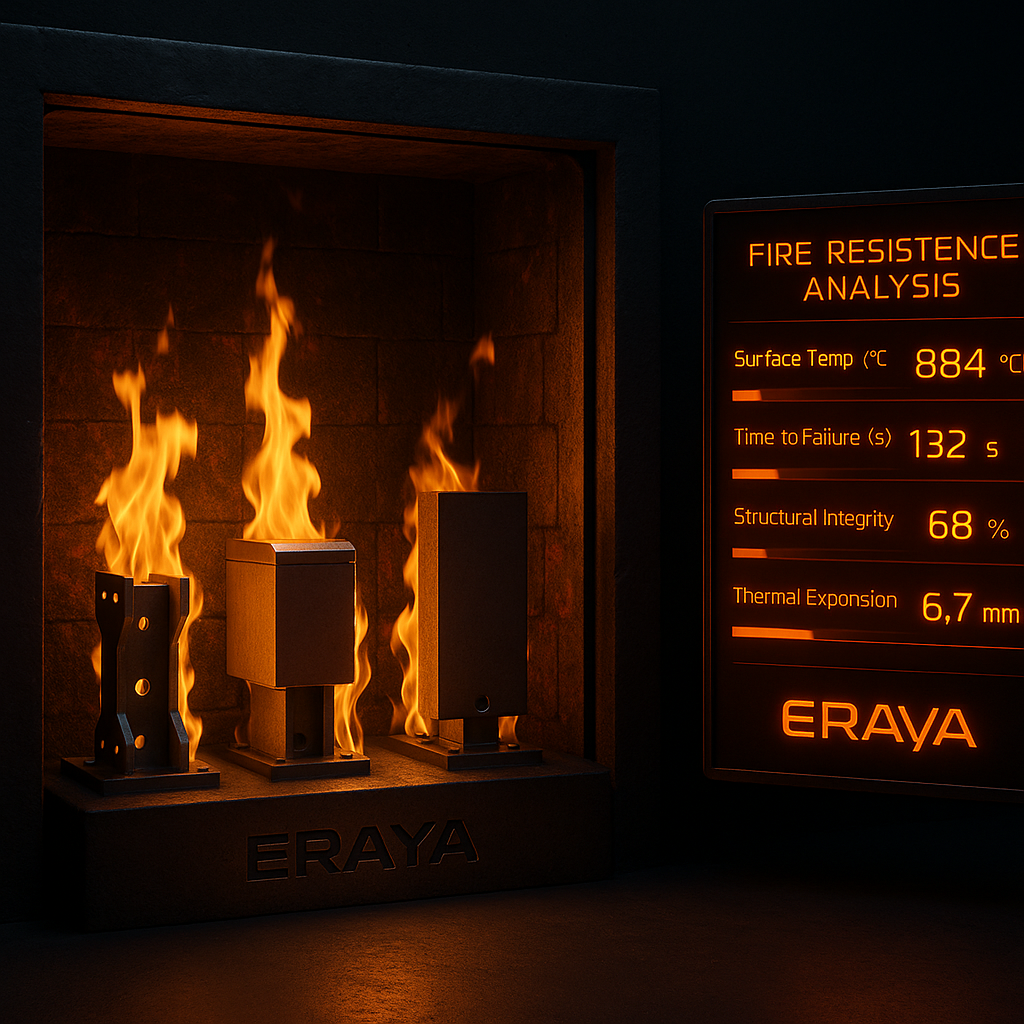 FIRE RESISTENCE
ANALYSIS
Surface Temp (°C 884 °C
Time to Faiiure (s) 132 s
Structural Integrity 68 %
Thermal Exponsion 6,7 mm
ERAYA
ERAYA